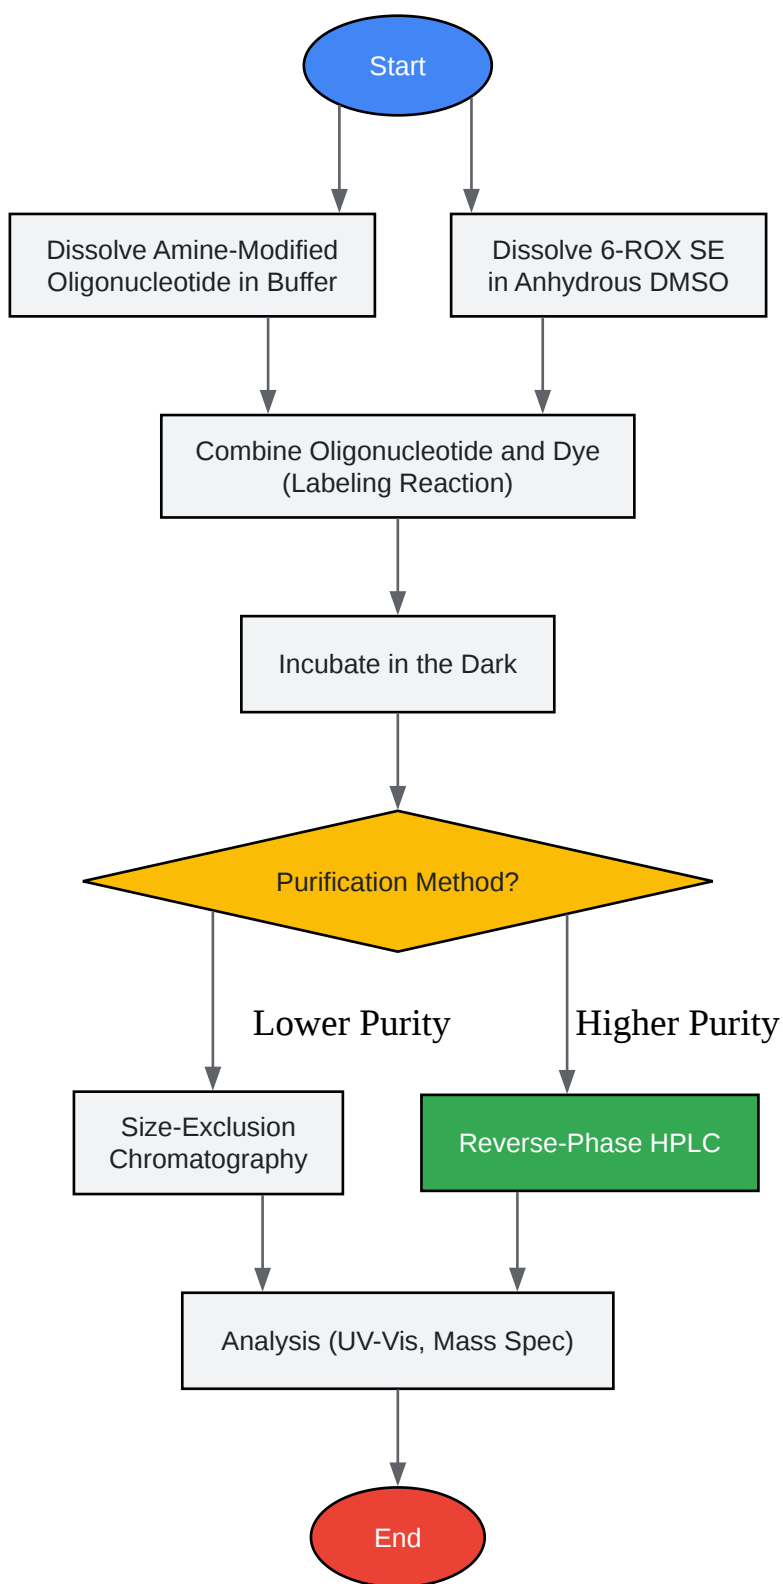 Start
Dissolve Amine-Modified
Oligonucleotide in Buffer
Dissolve 6-ROX SE
in Anhydrous DMSO
Combine Oligonucleotide and Dye
(Labeling Reaction)
Incubate in the Dark
Purification Method?
Lower Purity
Higher Purity
Size-Exclusion
Chromatography
Reverse-Phase HPLC
Analysis (UV-Vis, Mass Spec)
End